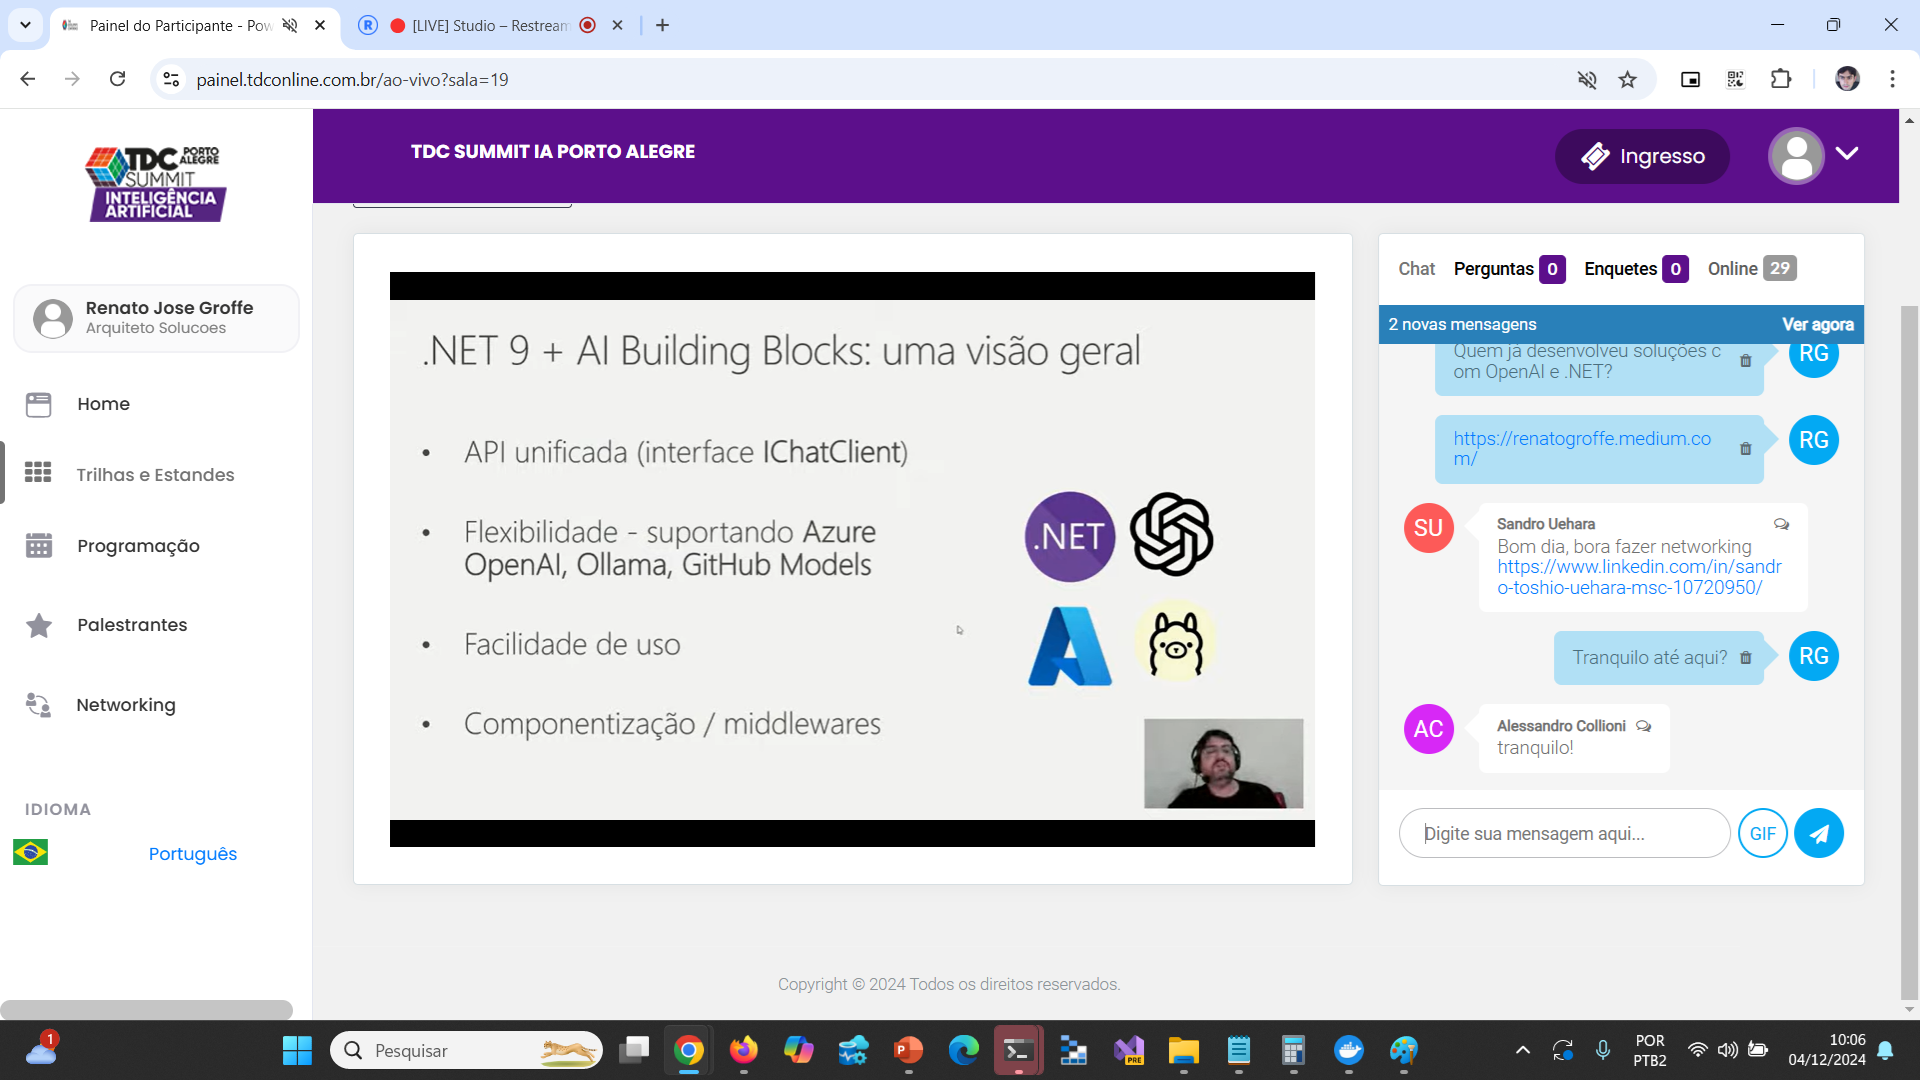 Painel do Participante - Pow
[LIVE] Studio – Restream
painel.tdconline.com.br/ao-vivo?sala=19
TDC PORTO ALEGRE
SUMMIT
INTELIGÊNCIA
ARTIFICIAL
TDC SUMMIT IA PORTO ALEGRE
Ingresso
Renato Jose Groffe
Arquiteto Solucoes
Home
Trilhas e Estandes
Programação
Palestrantes
Networking
IDIOMA
Português
.NET 9 + AI Building Blocks: uma visão geral
• API unificada (interface IChatClient)
• Flexibilidade - suportando Azure
OpenAI, Ollama, GitHub Models
• Facilidade de uso
• Componentização / middlewares
.NET
Chat Perguntas 0 Enquetes 0 Online 29
2 novas mensagens Ver agora
Quem já desenvolveu soluções c
om OpenAI e .NET?
RG
https://renatogroffe.medium.co
m/
RG
SU
Sandro Uehara
Bom dia, bora fazer networking
https://www.linkedin.com/in/sandr
o-toshio-uehara-msc-10720950/
Tranquilo até aqui?
RG
AC
Alessandro Collioni
tranquilo!
Digite sua mensagem aqui...
GIF
Copyright © 2024 Todos os direitos reservados.
1
Pesquisar
PRE
POR
PTB2
10:06
04/12/2024